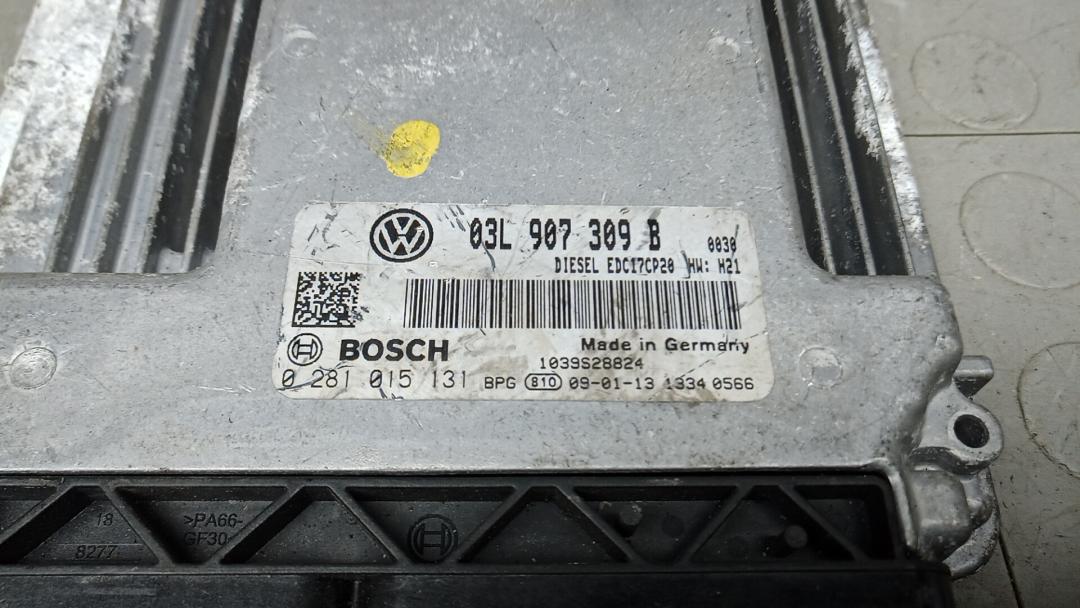 03L 907 309 B 0030
DIESEL EDC17CP20 HW: H21
BOSCH
Made in Germany
1039S28824
0 281 015 131 BPG 810 09-01-13 1334 0566
18
8277
>PA66-
GF30